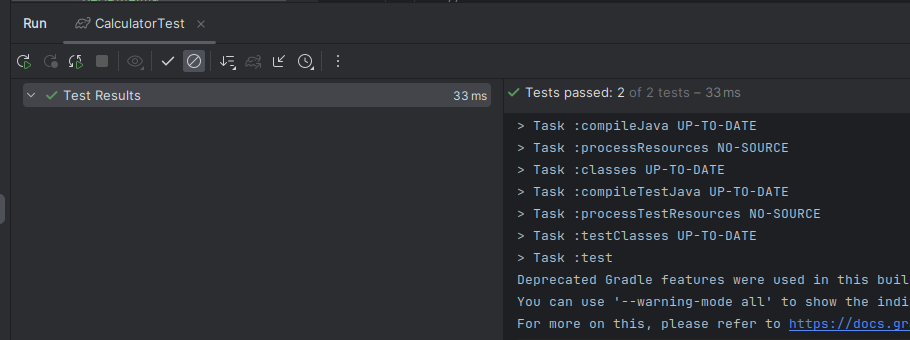 Run CalculatorTest
Test Results 33 ms
Tests passed: 2 of 2 tests – 33 ms
> Task :compileJava UP-TO-DATE
> Task :processResources NO-SOURCE
> Task :classes UP-TO-DATE
> Task :compileTestJava UP-TO-DATE
> Task :processTestResources NO-SOURCE
> Task :testClasses UP-TO-DATE
> Task :test
Deprecated Gradle features were used in this buil
You can use '--warning-mode all' to show the indi
For more on this, please refer to https://docs.gr